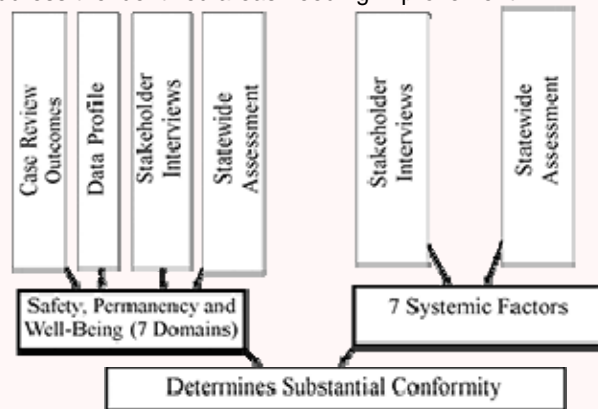 Case Review
Outcomes
Data Profile
Stakeholder
Interviews
Statewide
Assessment
Stakeholder
Interviews
Statewide
Assessment
Safety, Permanency and
Well-Being (7 Domains)
7 Systemic Factors
Determines Substantial Conformity